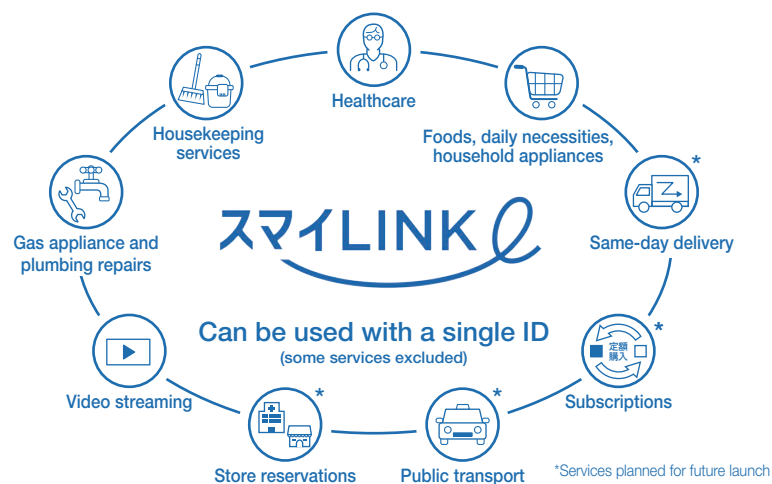 Healthcare
Housekeeping
services
Foods, daily necessities,
household appliances
*
Gas appliance and
plumbing repairs
スマイLINK
Same-day delivery
Can be used with a single ID
(some services excluded)
*
定額
購入
Video streaming
Subscriptions
*
*
Store reservations
Public transport
*Services planned for future launch